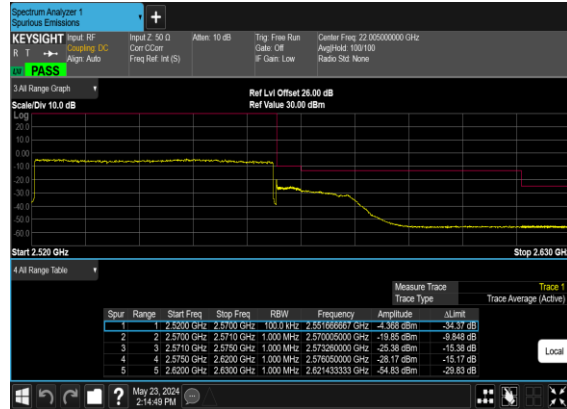 Spectrum Analyzer 1
Spurious Emissions
+
KEYSIGHT Input: RF Input Z: 50 Ω Atten: 10 dB Trig: Free Run Center Freq: 22.005000000 GHz
R T Coupling: DC Corr CCorr Gate: Off Avg|Hold: 100/100
Align: Auto Freq Ref: Int (S) IF Gain: Low Radio Std: None
PASS
3 All Range Graph
Ref Lvl Offset 26.00 dB
Scale/Div 10.0 dB Ref Value 30.00 dBm
Log
20.0
10.0
0.00
-10.0
-20.0
-30.0
-40.0
-50.0
-60.0
Start 2.520 GHz Stop 2.630 GH
4 All Range Table
Measure Trace Trace 1
Trace Type Trace Average (Active)
Spur Range Start Freq Stop Freq RBW Frequency Amplitude ΔLimit
1 1 2.5200 GHz 2.5700 GHz 100.0 kHz 2.551666667 GHz -4.368 dBm -34.37 dB
2 2 2.5700 GHz 2.5710 GHz 1.000 MHz 2.570005000 GHz -19.85 dBm -9.848 dB
3 3 2.5710 GHz 2.5750 GHz 1.000 MHz 2.573260000 GHz -25.38 dBm -15.38 dB
4 4 2.5750 GHz 2.6200 GHz 1.000 MHz 2.576050000 GHz -28.17 dBm -15.17 dB
5 5 2.6200 GHz 2.6300 GHz 1.000 MHz 2.621433333 GHz -54.83 dBm -29.83 dB
Local
? May 23, 2024
2:14:49 PM